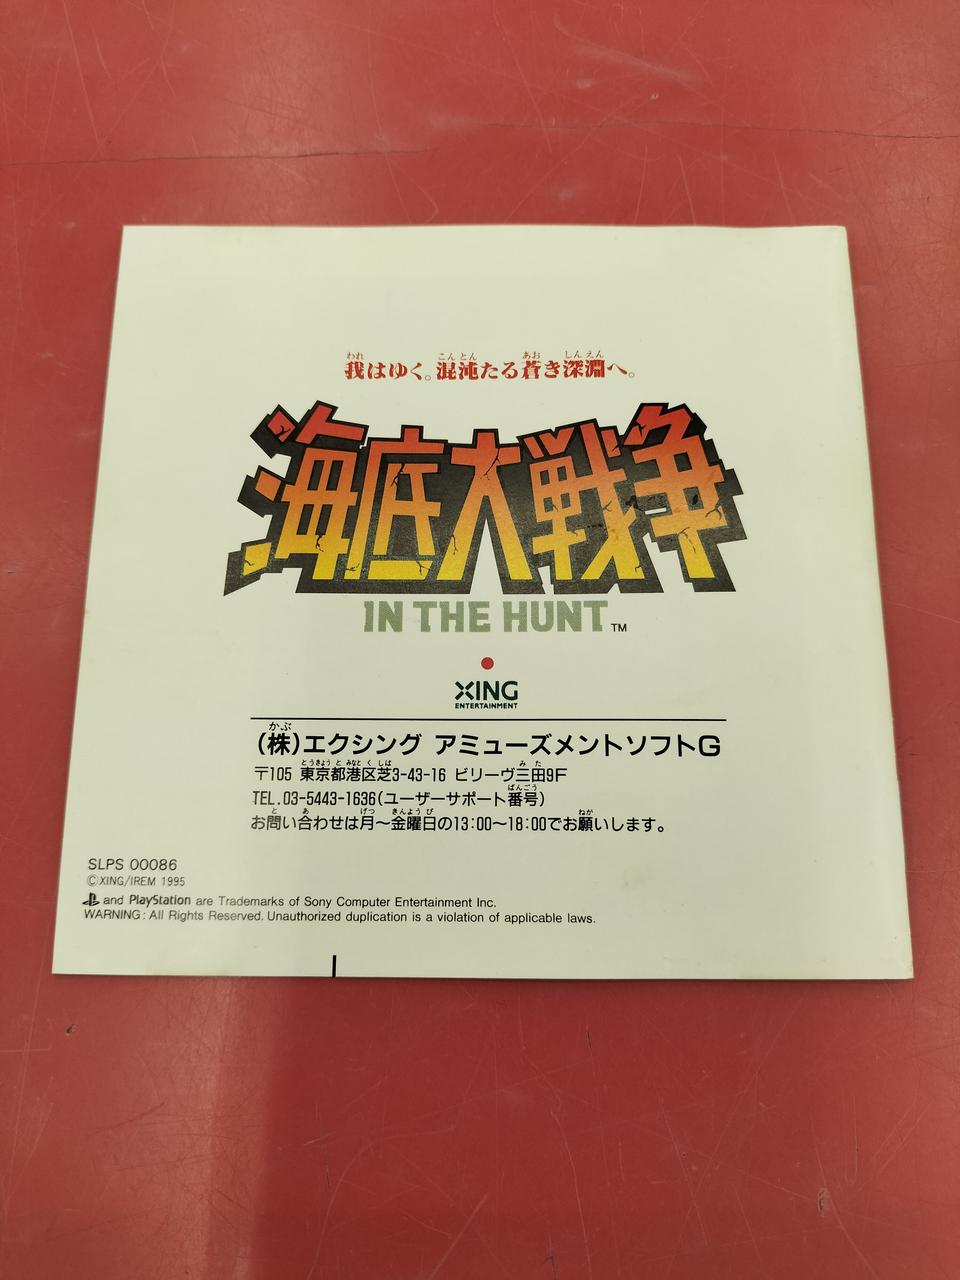 我はゆく。混沌たる蒼き深淵へ。
海底大戦争
IN THE HUNT™
XING
ENTERTAINMENT
(株)エクシング アミューズメントソフトG
〒105 東京都港区芝3-43-16 ビリーヴ三田9F
TEL.03-5443-1636(ユーザーサポート番号)
お問い合わせは月〜金曜日の13:00〜18:00でお願いします。
SLPS 00086
©XING/IREM 1995
and PlayStation are Trademarks of Sony Computer Entertainment Inc.
WARNING: All Rights Reserved. Unauthorized duplication is a violation of applicable laws.